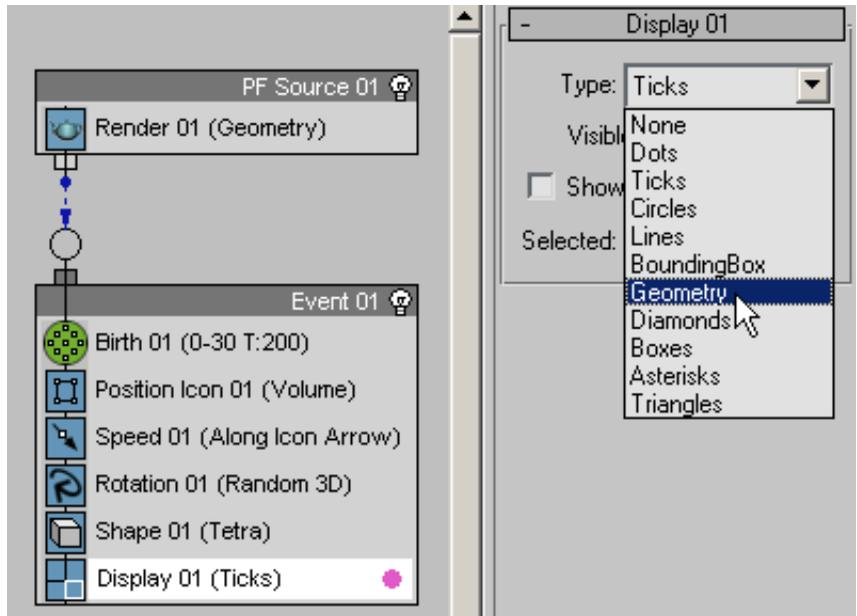 PF Source 01
Render 01 (Geometry)
Event 01
Birth 01 (0-30 T:200)
Position Icon 01 (Volume)
Speed 01 (Along Icon Arrow)
Rotation 01 (Random 3D)
Shape 01 (Tetra)
Display 01 (Ticks)
- Display 01
Type: Ticks
Visibl
Show
Selected:
None
Dots
Ticks
Circles
Lines
BoundingBox
Geometry
Diamonds
Boxes
Asterisks
Triangles